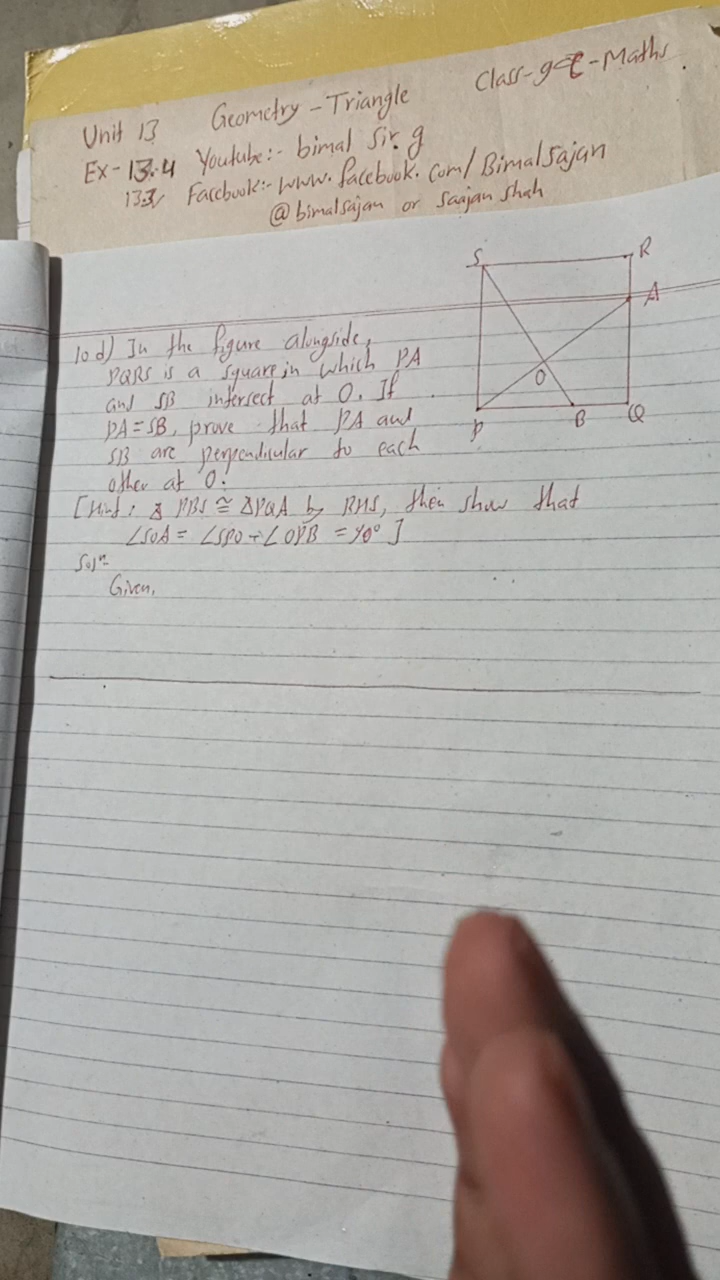 Unit 13 Geometry - Triangle Class-9 - Maths
Ex- 13.4 Youtube:- bimal sir g
13.3/ Facebook:- www.facebook.com/Bimalsajan
@bimalsajan or Saajan Shah
S R
A
O
P B Q
10 d) In the figure alongside,
PQRS is a square in which PA
and SB intersect at O. If
PA = SB, prove that PA and
SB are perpendicular to each
other at O.
[Hint: Δ PBS ≅ ΔPQA by RHS, then show that
∠SOA = ∠SPO + ∠OPB = 90° ]
Solⁿ
Given,